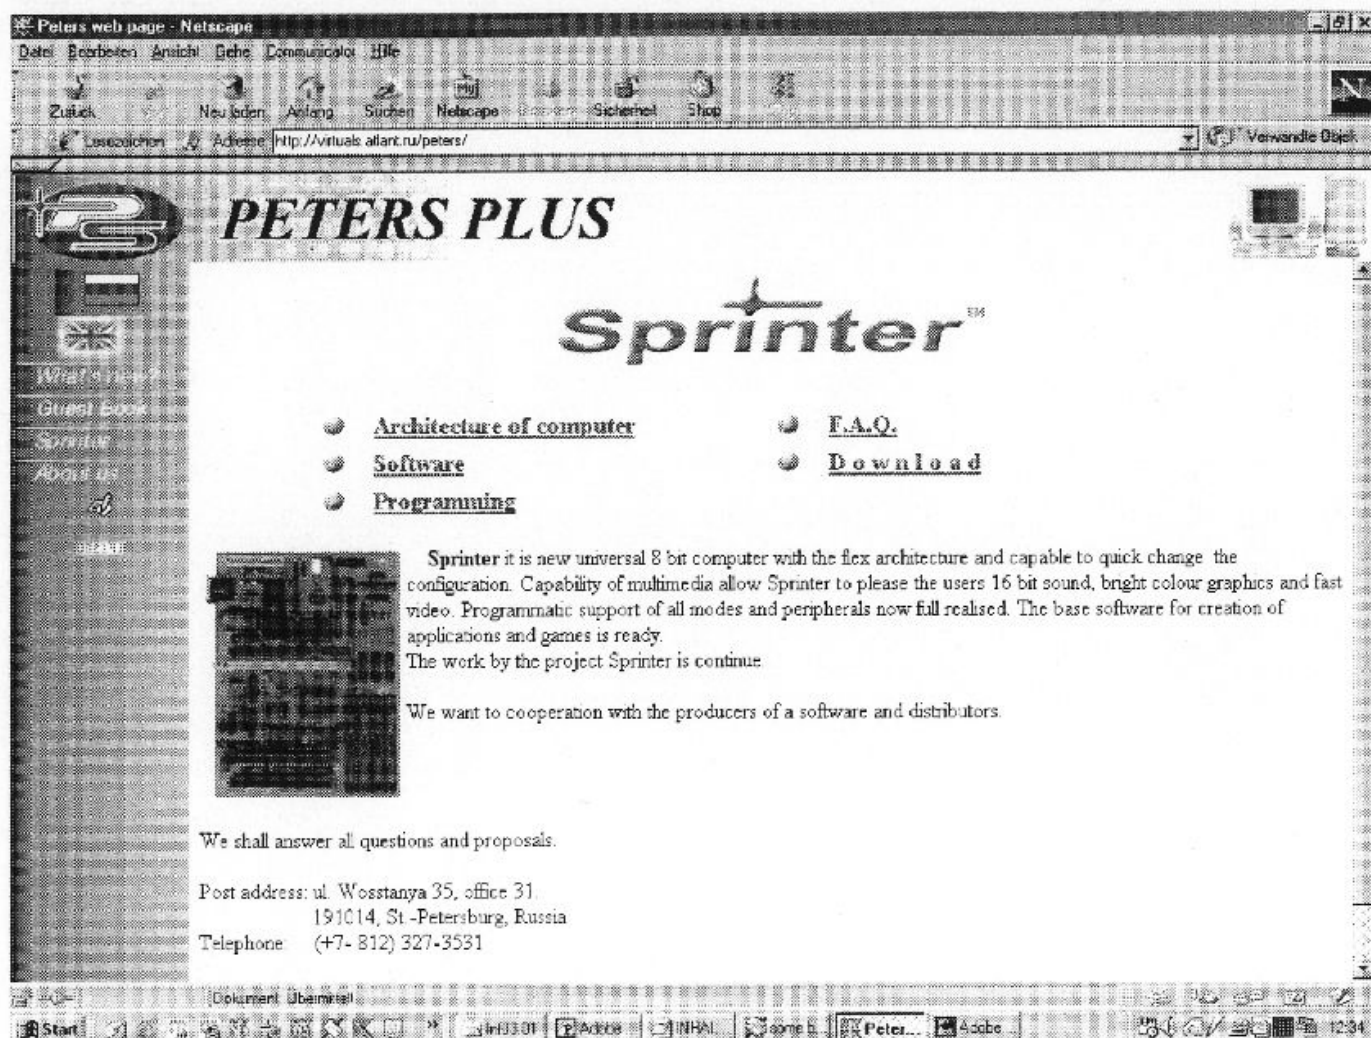 Peters web page - Netscape
Datei Bearbeiten Ansicht Gehe Communicator Hilfe
Zurück Neu laden Anfang Suchen Netscape Sicherheit Shop
Lesezeichen Adresse http://virtuals.atlant.ru/peters/ Verwandte Objek
PETERS PLUS
Sprinter™
What's new?
Guest Book
Sprinter
About us
Architecture of computer
F.A.Q.
Software
Download
Programming
Sprinter it is new universal 8 bit computer with the flex architecture and capable to quick change the
configuration. Capability of multimedia allow Sprinter to please the users 16 bit sound, bright colour graphics and fast
video. Programmatic support of all modes and peripherals now full realised. The base software for creation of
applications and games is ready.
The work by the project Sprinter is continue.
We want to cooperation with the producers of a software and distributors.
We shall answer all questions and proposals.
Post address: ul. Wosstanya 35, office 31.
191014, St.-Petersburg, Russia
Telephone: (+7- 812) 327-3531
Dokument: Übermittelt
Start Adobe INHAL... Peter... Adobe 12:34